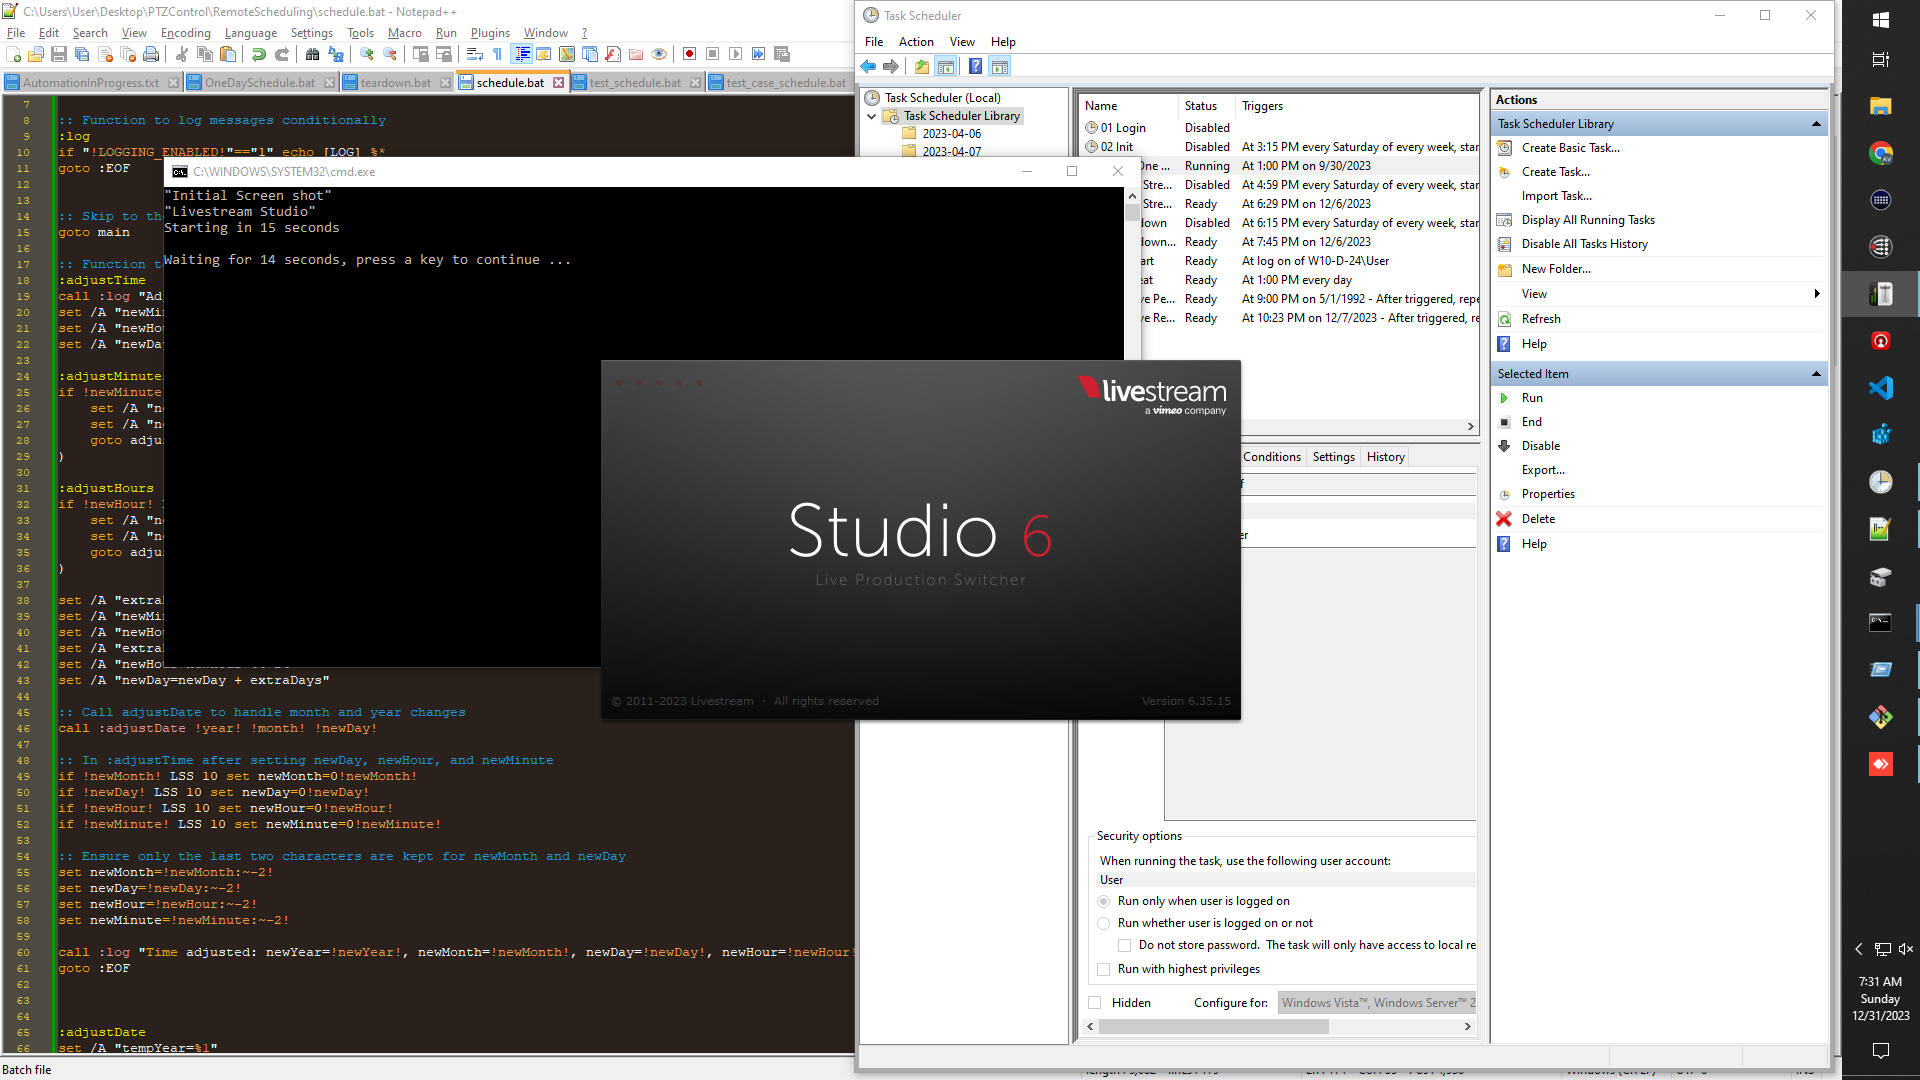 C:\Users\User\Desktop\PTZControl\RemoteScheduling\schedule.bat - Notepad++
File Edit Search View Encoding Language Settings Tools Macro Run Plugins Window ?
AutomationInProgress.txt OneDaySchedule.bat teardown.bat schedule.bat test_schedule.bat test_case_schedule.bat
7
8 :: Function to log messages conditionally
9 :log
10 if "!LOGGING_ENABLED!"=="1" echo [LOG] %*
11 goto :EOF
12
13
14 :: Skip to the
15 goto main
16
17 :: Function t
18 :adjustTime
19 call :log "Ad
20 set /A "newMi
21 set /A "newHo
22 set /A "newDa
23
24 :adjustMinute
25 if !newMinute
26 set /A "n
27 set /A "n
28 goto adju
29 )
30
31 :adjustHours
32 if !newHour!
33 set /A "n
34 set /A "n
35 goto adj
36 )
37
38 set /A "extra
39 set /A "newMi
40 set /A "newHo
41 set /A "extra
42 set /A "newHou
43 set /A "newDay=newDay + extraDays"
44
45 :: Call adjustDate to handle month and year changes
46 call :adjustDate !year! !month! !newDay!
47
48 :: In :adjustTime after setting newDay, newHour, and newMinute
49 if !newMonth! LSS 10 set newMonth=0!newMonth!
50 if !newDay! LSS 10 set newDay=0!newDay!
51 if !newHour! LSS 10 set newHour=0!newHour!
52 if !newMinute! LSS 10 set newMinute=0!newMinute!
53
54 :: Ensure only the last two characters are kept for newMonth and newDay
55 set newMonth=!newMonth:~-2!
56 set newDay=!newDay:~-2!
57 set newHour=!newHour:~-2!
58 set newMinute=!newMinute:~-2!
59
60 call :log "Time adjusted: newYear=!newYear!, newMonth=!newMonth!, newDay=!newDay!, newHour=!newHour!
61 goto :EOF
62
63
64
65 :adjustDate
66 set /A "tempYear=%1"
Batch file
C:\WINDOWS\SYSTEM32\cmd.exe
"Initial Screen shot"
"Livestream Studio"
Starting in 15 seconds
Waiting for 14 seconds, press a key to continue ...
livestream
a vimeo company
Studio 6
Live Production Switcher
© 2011-2023 Livestream · All rights reserved
Version 6.35.15
Task Scheduler
File Action View Help
Task Scheduler (Local)
Task Scheduler Library
2023-04-06
2023-04-07
Name Status Triggers
01 Login Disabled
02 Init Disabled At 3:15 PM every Saturday of every week, star
One ... Running At 1:00 PM on 9/30/2023
Stre... Disabled At 4:59 PM every Saturday of every week, star
Stre... Ready At 6:29 PM on 12/6/2023
down Disabled At 6:15 PM every Saturday of every week, star
down... Ready At 7:45 PM on 12/6/2023
art Ready At log on of W10-D-24\User
eat Ready At 1:00 PM every day
ve Pe... Ready At 9:00 PM on 5/1/1992 - After triggered, repe
ve Re... Ready At 10:23 PM on 12/7/2023 - After triggered, re
Conditions Settings History
er
Security options
When running the task, use the following user account:
User
Run only when user is logged on
Run whether user is logged on or not
Do not store password. The task will only have access to local re
Run with highest privileges
Hidden Configure for: Windows Vista™, Windows Server™ 2
Actions
Task Scheduler Library
Create Basic Task...
Create Task...
Import Task...
Display All Running Tasks
Disable All Tasks History
New Folder...
View
Refresh
Help
Selected Item
Run
End
Disable
Export...
Properties
Delete
Help
7:31 AM
Sunday
12/31/2023